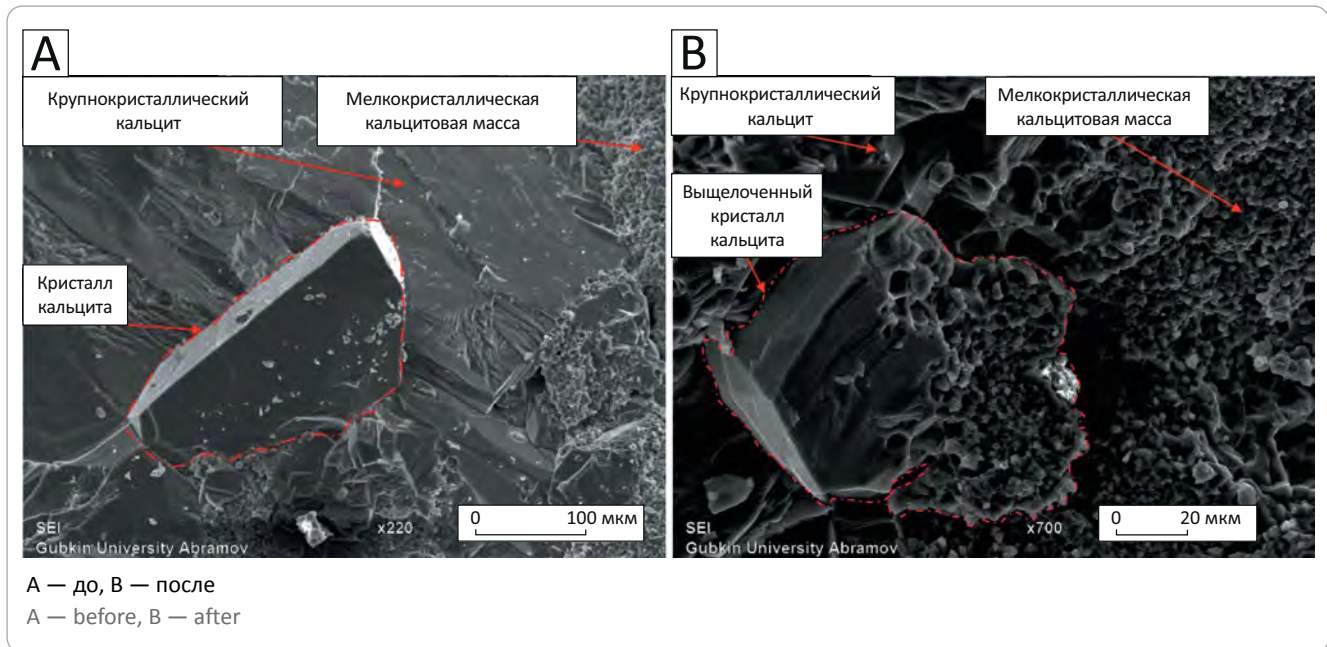 A
Крупнокристаллический
кальцит
Мелкокристаллическая
кальцитовая масса
Кристалл
кальцита
SEI
x220
0 100 мкм
Gubkin University Abramov
B
Крупнокристаллический
кальцит
Мелкокристаллическая
кальцитовая масса
Выщелоченный
кристалл
кальцита
SEI
x700
0 20 мкм
Gubkin University Abramov
А — до, В — после
A — before, B — after